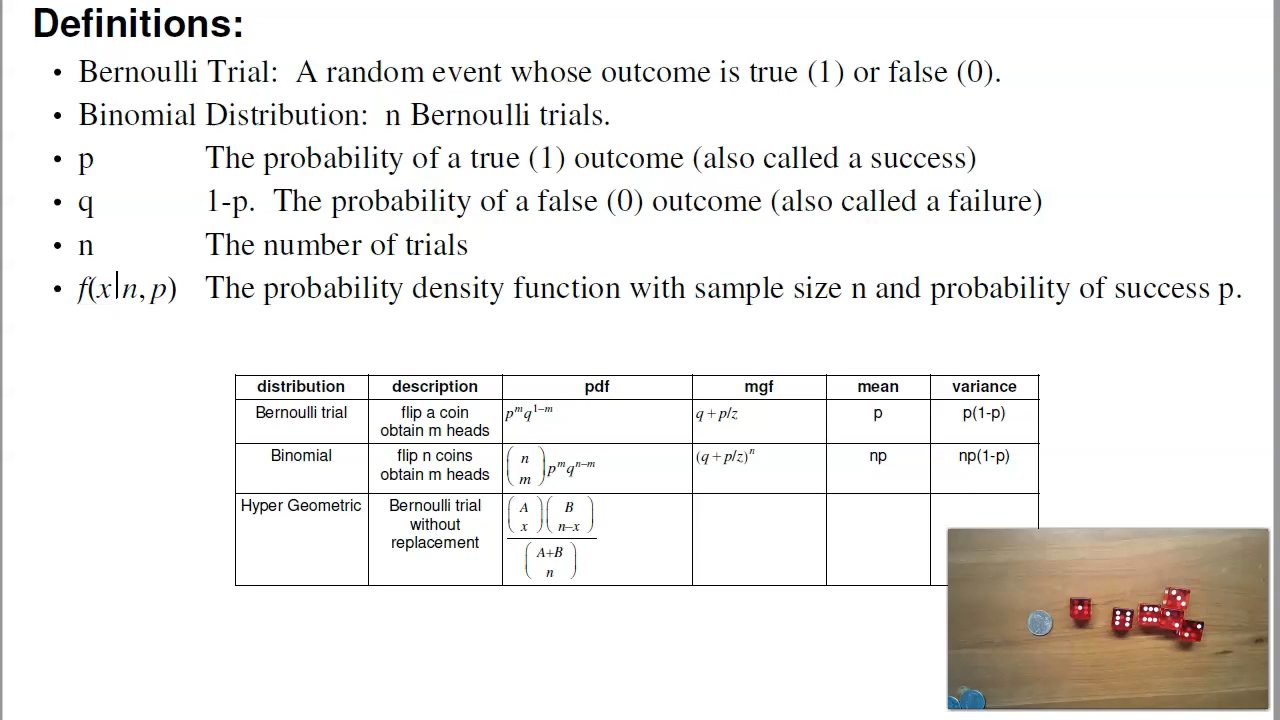 Definitions:
• Bernoulli Trial: A random event whose outcome is true (1) or false (0).
• Binomial Distribution: n Bernoulli trials.
• p The probability of a true (1) outcome (also called a success)
• q 1-p. The probability of a false (0) outcome (also called a failure)
• n The number of trials
• f(x|n, p) The probability density function with sample size n and probability of success p.
distribution description pdf mgf mean variance
Bernoulli trial flip a coin obtain m heads p^m q^{1–m} q + p/z p p(1-p)
Binomial flip n coins obtain m heads (n m) p^m q^{n–m} (q + p/z)^n np np(1-p)
Hyper Geometric Bernoulli trial without replacement (A x)(B n–x) / (A+B n)